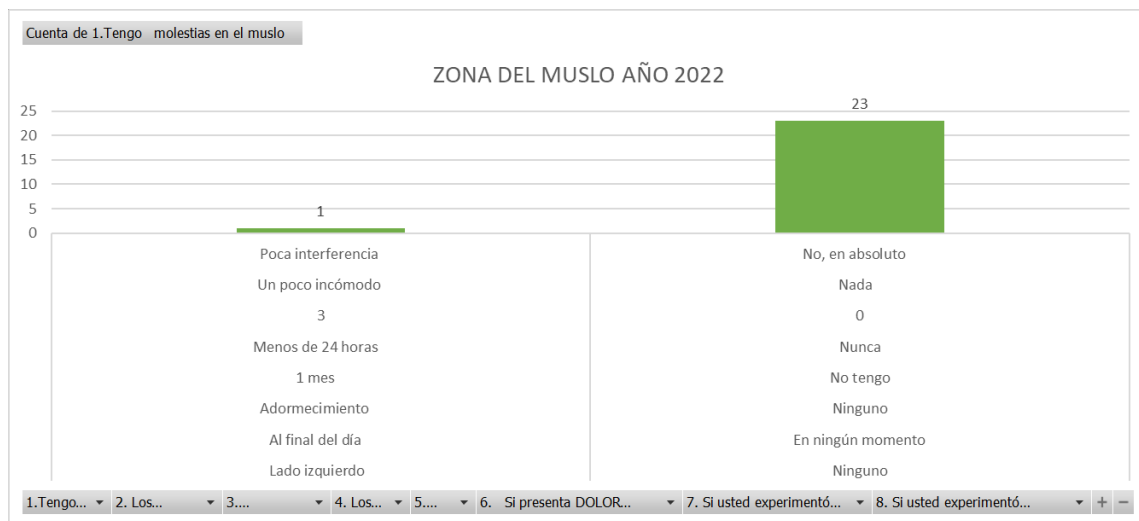 Cuenta de 1.Tengo molestias en el muslo
ZONA DEL MUSLO AÑO 2022
25
20
15
10
5
0
1
23
Poca interferencia No, en absoluto
Un poco incómodo Nada
3 0
Menos de 24 horas Nunca
1 mes No tengo
Adormecimiento Ninguno
Al final del día En ningún momento
Lado izquierdo Ninguno
1.Tengo... 2. Los... 3.... 4. Los... 5.... 6. Si presenta DOLOR... 7. Si usted experimentó... 8. Si usted experimentó... + −